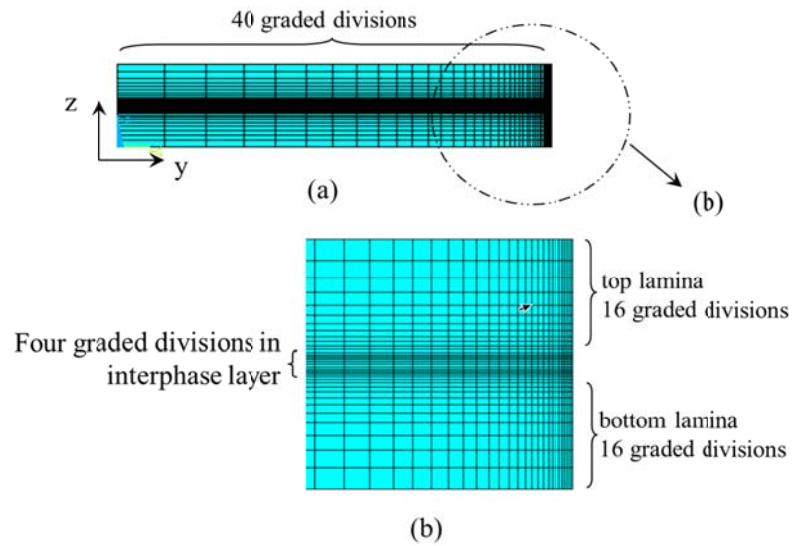 40 graded divisions
z
y
(a)
(b)
top lamina
16 graded divisions
Four graded divisions in
interphase layer
bottom lamina
16 graded divisions
(b)